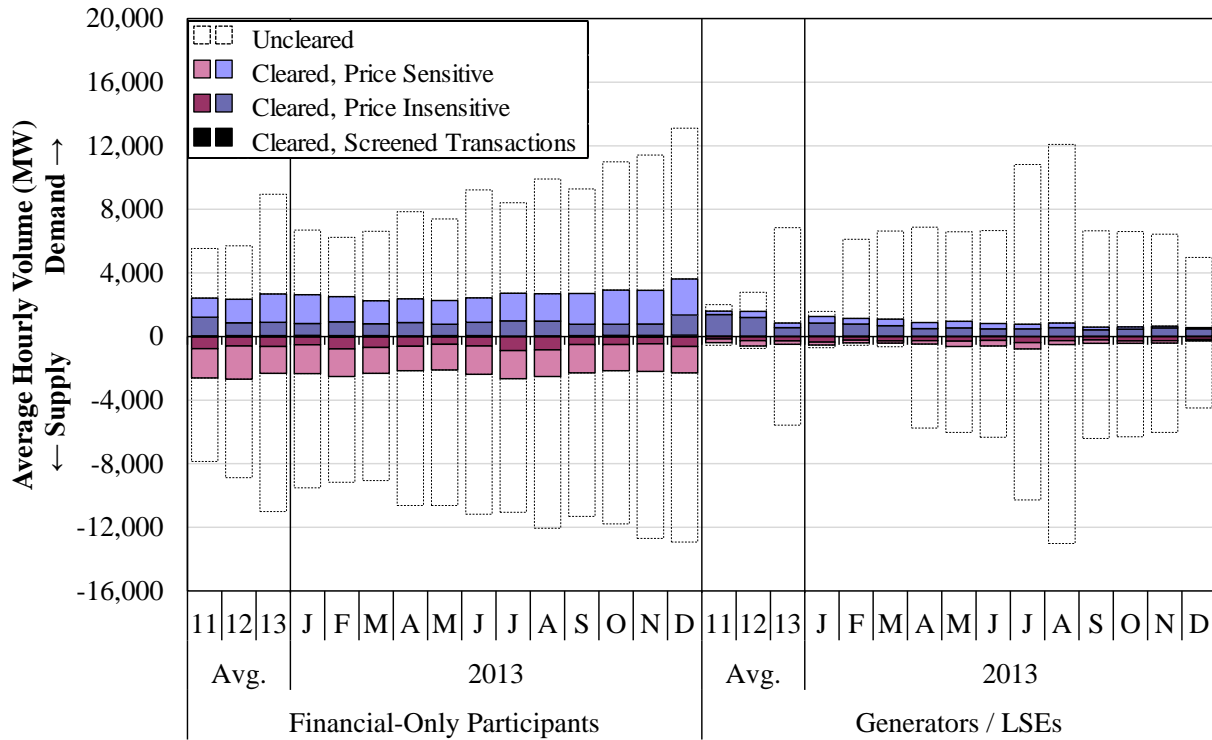 20,000
16,000
12,000
8,000
4,000
0
-4,000
-8,000
-12,000
-16,000
Average Hourly Volume (MW)
← Supply Demand →
Uncleared
Cleared, Price Sensitive
Cleared, Price Insensitive
Cleared, Screened Transactions
11 12 13 J F M A M J J A S O N D 11 12 13 J F M A M J J A S O N D
Avg. 2013 Avg. 2013
Financial-Only Participants Generators / LSEs